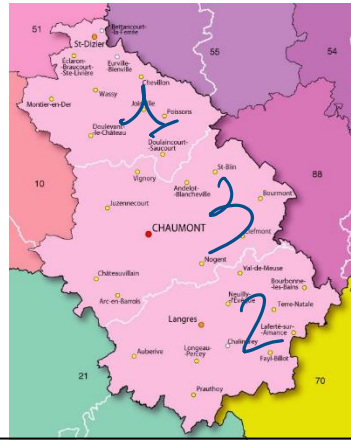 51
55
54
Bettancourt
-la-Ferrée
St-Dizier
Éclaron-
Braucourt-
Ste-Livière
Eurville-
Bienville
Chevillon
Wassy
Montier-en-Der
Joinville
Poissons
Doulevant
-le-Château
Doulaincourt-
Saucourt
10
88
Vignory
St-Blin
Andelot-
Blancheville
Bourmont
Juzennecourt
3
CHAUMONT
Clefmont
Nogent
Val-de-Meuse
Châteauvillain
Bourbonne-
les-Bains
Arc-en-Barrois
Neuilly-
l'Évêque
Terre-Natale
Langres
2
Laferté-sur-
Amance
Chalindrey
Auberive
Longeau-
Percey
Fayl-Billot
21
70
Prauthoy